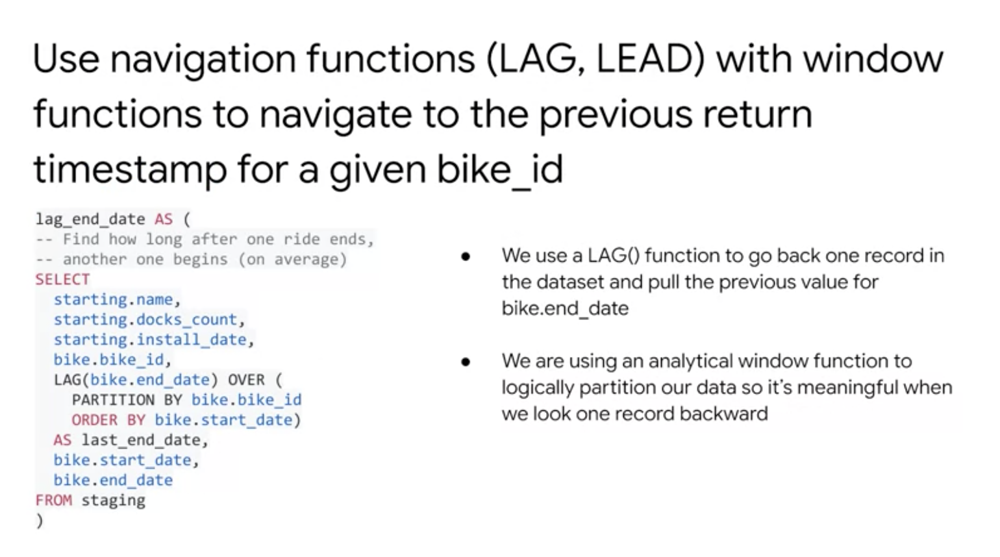 Use navigation functions (LAG, LEAD) with window
functions to navigate to the previous return
timestamp for a given bike_id
lag_end_date AS (
-- Find how long after one ride ends,
-- another one begins (on average)
SELECT
  starting.name,
  starting.docks_count,
  starting.install_date,
  bike.bike_id,
  LAG(bike.end_date) OVER (
    PARTITION BY bike.bike_id
    ORDER BY bike.start_date)
  AS last_end_date,
  bike.start_date,
  bike.end_date
FROM staging
)
● We use a LAG() function to go back one record in
the dataset and pull the previous value for
bike.end_date
● We are using an analytical window function to
logically partition our data so it’s meaningful when
we look one record backward